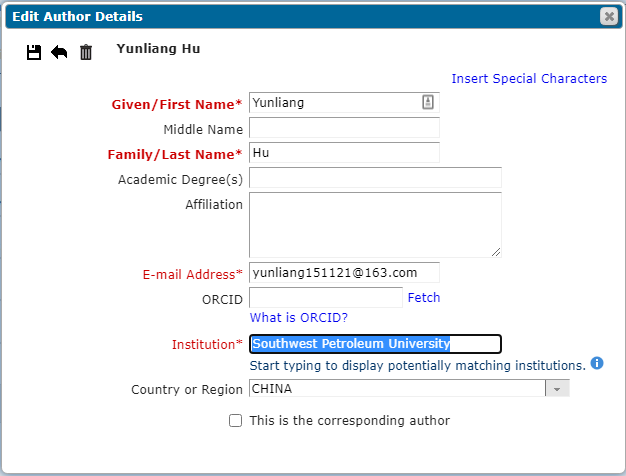 Edit Author Details
Yunliang Hu
Insert Special Characters
Given/First Name* Yunliang
Middle Name
Family/Last Name* Hu
Academic Degree(s)
Affiliation
E-mail Address* yunliang151121@163.com
ORCID Fetch
What is ORCID?
Institution* Southwest Petroleum University
Start typing to display potentially matching institutions.
Country or Region CHINA
This is the corresponding author